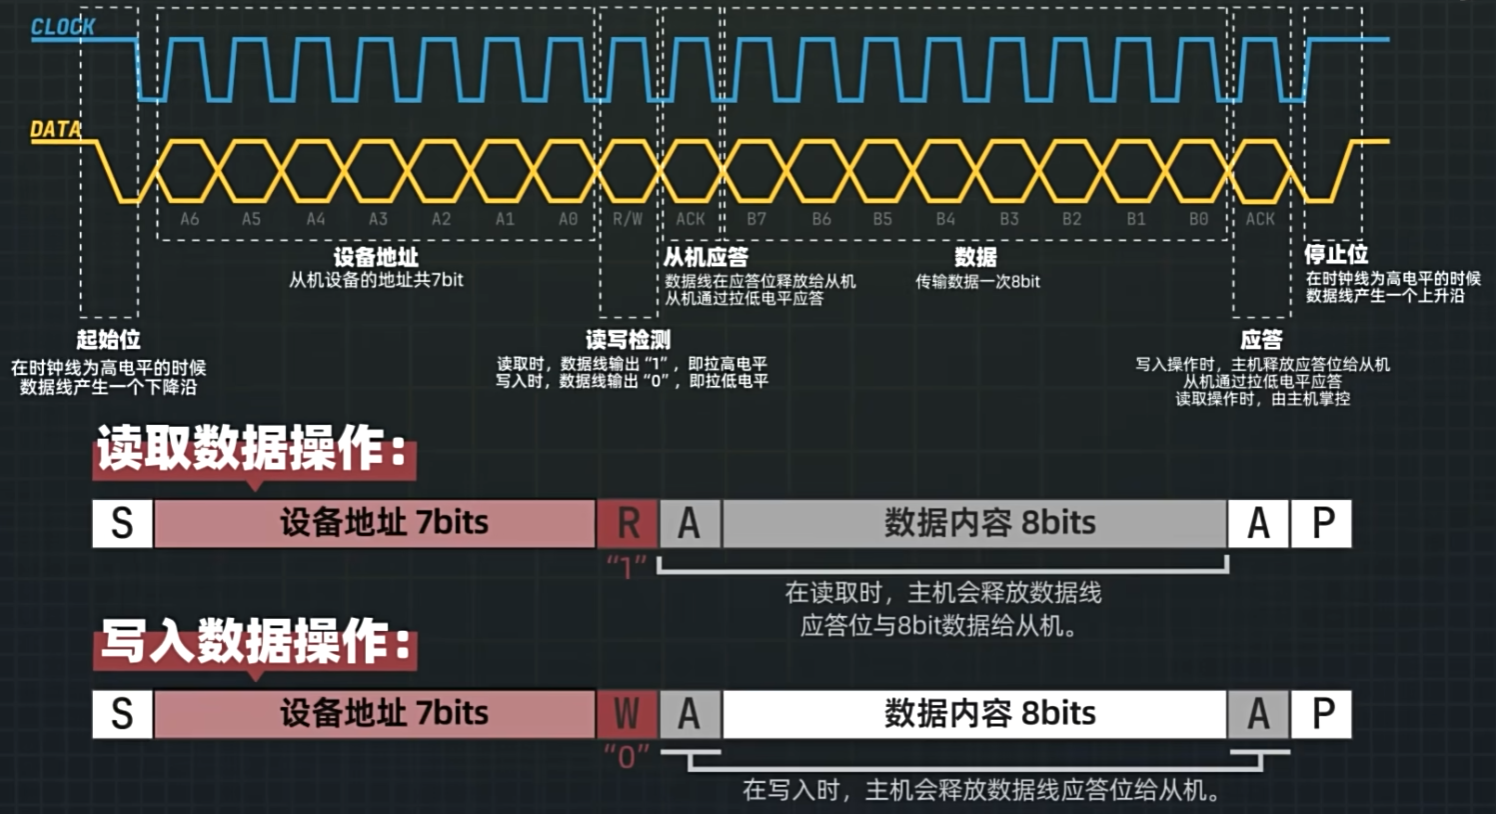 CLOCK
DATA
A6 A5 A4 A3 A2 A1 A0 R/W ACK B7 B6 B5 B4 B3 B2 B1 B0 ACK
设备地址
从机设备的地址共7bit
从机应答
数据线在应答位释放给从机
从机通过拉低电平应答
数据
传输数据一次8bit
停止位
在时钟线为高电平的时候
数据线产生一个上升沿
起始位
在时钟线为高电平的时候
数据线产生一个下降沿
读写检测
读取时，数据线输出“1”，即拉高电平
写入时，数据线输出“0”，即拉低电平
应答
写入操作时，主机释放应答位给从机
从机通过拉低电平应答
读取操作时，由主机掌控
读取数据操作：
S 设备地址 7bits R A 数据内容 8bits A P
“1”
在读取时，主机会释放数据线
应答位与8bit数据给从机。
写入数据操作：
S 设备地址 7bits W A 数据内容 8bits A P
“0”
在写入时，主机会释放数据线应答位给从机。